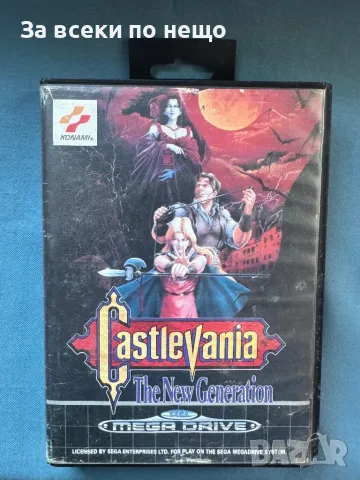 За всеки по нещо
KONAMI
Castlevania
The New Generation
SEGA
MEGA DRIVE
LICENSED BY SEGA ENTERPRISES LTD. FOR PLAY ON THE SEGA MEGADRIVE SYSTEM.
bazar